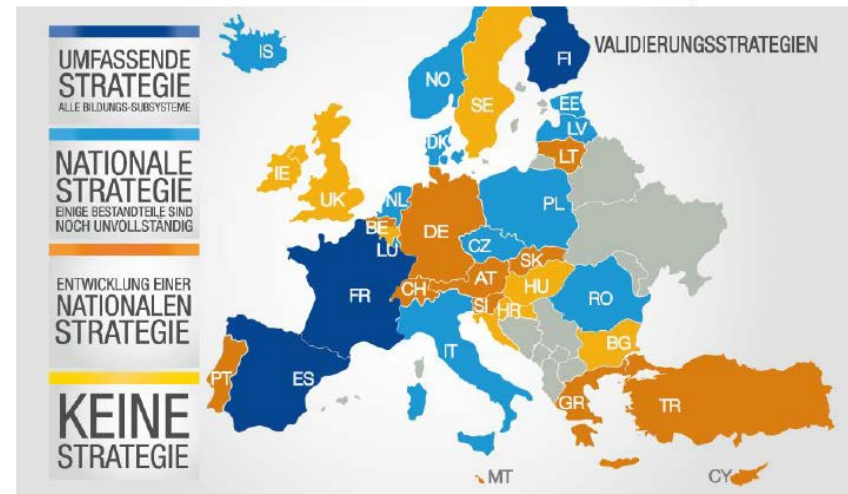 VALIDIERUNGSSTRATEGIEN
UMFASSENDE
STRATEGIE
ALLE BILDUNGS-SUBSYSTEME
NATIONALE
STRATEGIE
EINIGE BESTANDTEILE SIND
NOCH UNVOLLSTÄNDIG
ENTWICKLUNG EINER
NATIONALEN
STRATEGIE
KEINE
STRATEGIE
IS
NO
SE
FI
EE
LV
LT
DK
IE
UK
NL
BE
LU
DE
PL
CZ
SK
AT
CH
HU
SI
HR
RO
BG
FR
IT
ES
PT
GR
TR
MT
CY